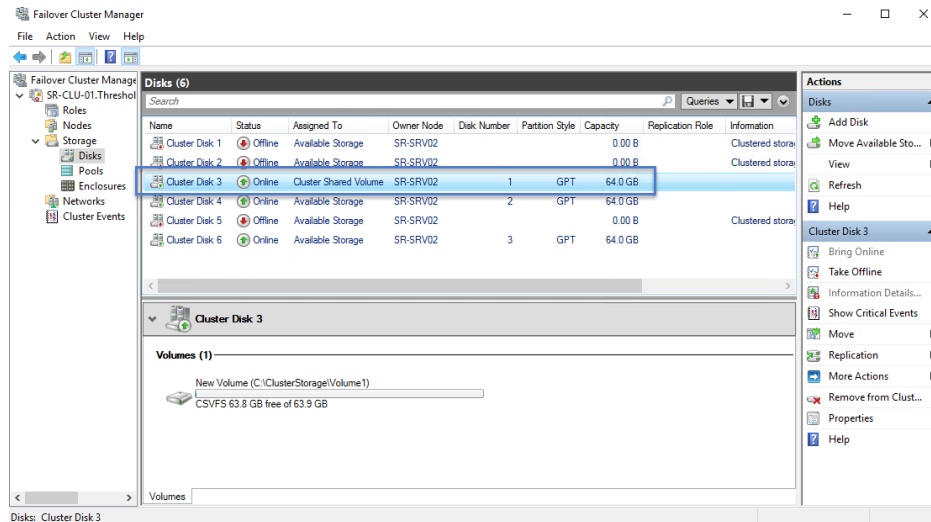 Failover Cluster Manager
File Action View Help
Failover Cluster Manage
SR-CLU-01.Threshol
Roles
Nodes
Storage
Disks
Pools
Enclosures
Networks
Cluster Events
Disks (6)
Search
Queries
Name Status Assigned To Owner Node Disk Number Partition Style Capacity Replication Role Information
Cluster Disk 1 Offline Available Storage SR-SRV02 0.00 B Clustered stora
Cluster Disk 2 Offline Available Storage SR-SRV02 0.00 B Clustered stora
Cluster Disk 3 Online Cluster Shared Volume SR-SRV02 1 GPT 64.0 GB
Cluster Disk 4 Online Available Storage SR-SRV02 2 GPT 64.0 GB
Cluster Disk 5 Offline Available Storage SR-SRV02 0.00 B Clustered stora
Cluster Disk 6 Online Available Storage SR-SRV02 3 GPT 64.0 GB
Cluster Disk 3
Volumes (1)
New Volume (C:\ClusterStorage\Volume1)
CSVFS 63.8 GB free of 63.9 GB
Volumes
Actions
Disks
Add Disk
Move Available Sto...
View
Refresh
Help
Cluster Disk 3
Bring Online
Take Offline
Information Details...
Show Critical Events
Move
Replication
More Actions
Remove from Clust...
Properties
Help
Disks: Cluster Disk 3